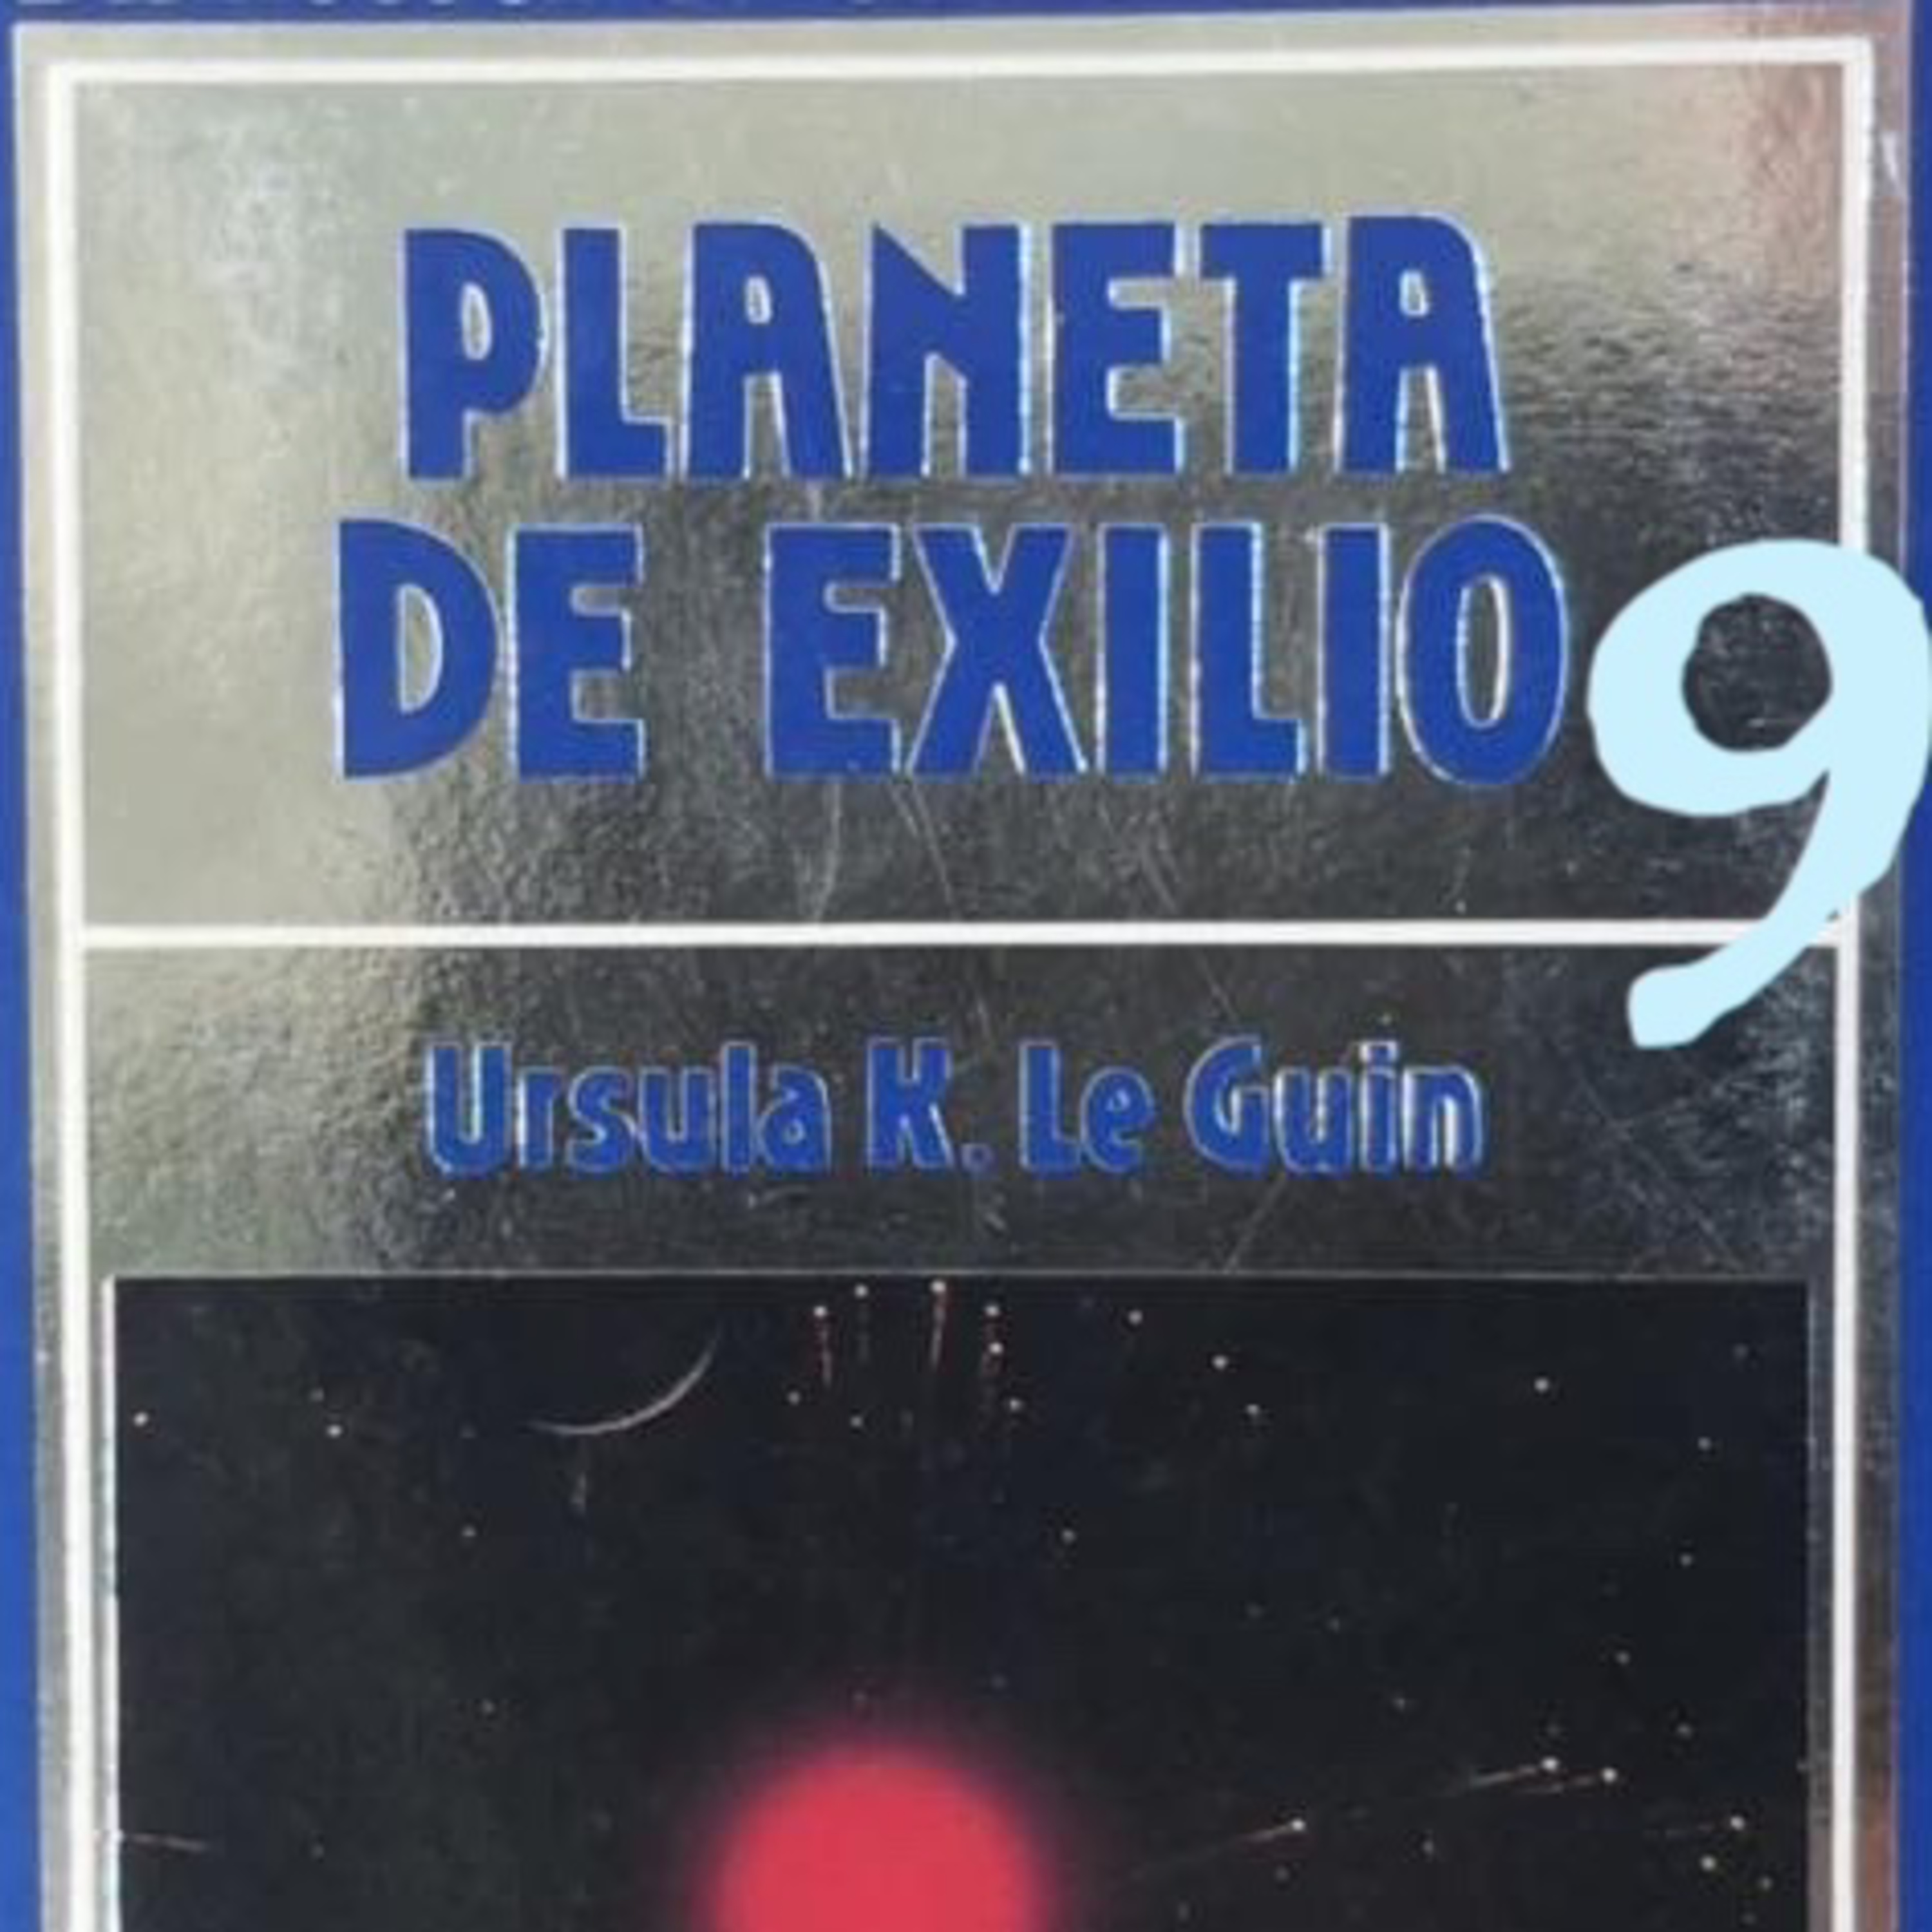 PLANETA
DE EXILIO
9
Ursula K. Le Guin